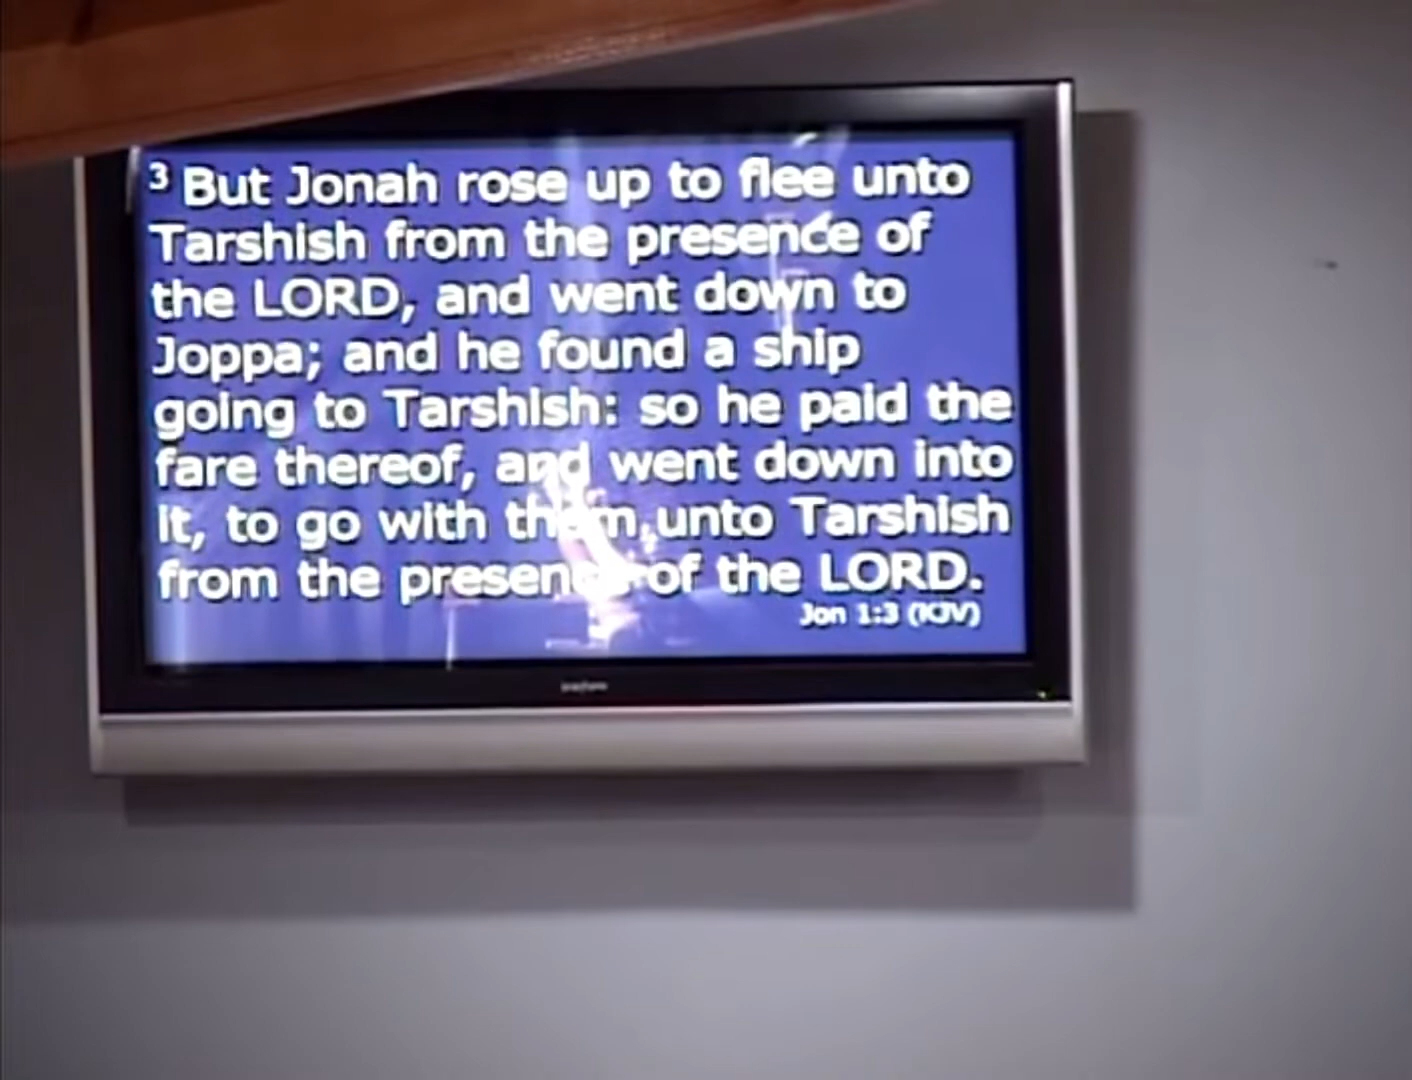 3 But Jonah rose up to flee unto
Tarshish from the presence of
the LORD, and went down to
Joppa; and he found a ship
going to Tarshish: so he paid the
fare thereof, and went down into
it, to go with them unto Tarshish
from the presence of the LORD.
Jon 1:3 (KJV)